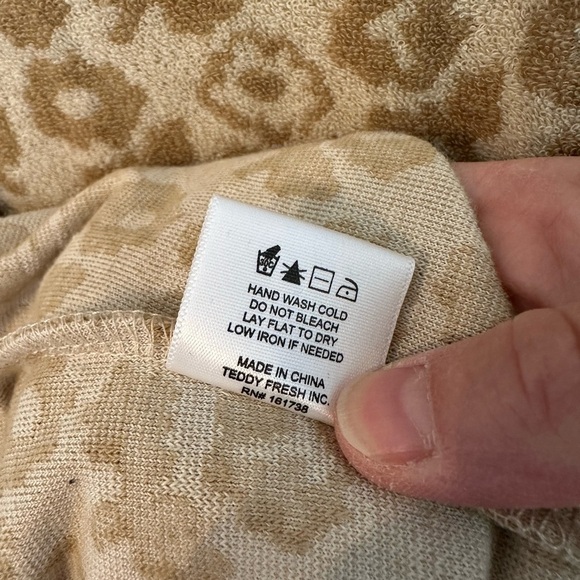 HAND WASH COLD
DO NOT BLEACH
LAY FLAT TO DRY
LOW IRON IF NEEDED
MADE IN CHINA
TEDDY FRESH INC.
RN# 161738